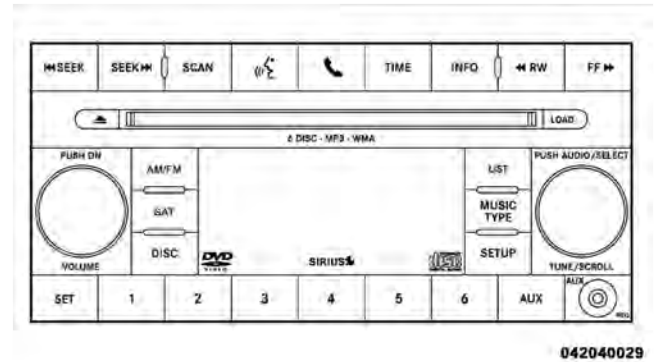 ⏮SEEK SEEK⏭ SCAN TIME INFO ◀◀ RW FF ▶▶
LOAD
6 DISC - MP3 - WMA
PUSH ON PUSH AUDIO/SELECT
AM/FM LIST
SAT MUSIC
TYPE
DISC SETUP
DVD
VIDEO
SIRIUS
VOLUME TUNE/SCROLL
SET 1 2 3 4 5 6 AUX AUX
REQ
042040029